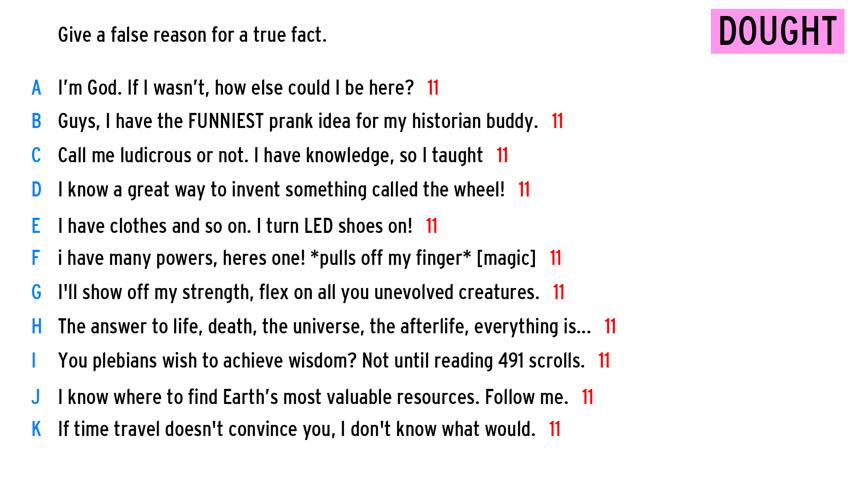 Give a false reason for a true fact.
DOUGHT
A I'm God. If I wasn't, how else could I be here? 11
B Guys, I have the FUNNIEST prank idea for my historian buddy. 11
C Call me ludicrous or not. I have knowledge, so I taught 11
D I know a great way to invent something called the wheel! 11
E I have clothes and so on. I turn LED shoes on! 11
F i have many powers, heres one! *pulls off my finger* [magic] 11
G I'll show off my strength, flex on all you unevolved creatures. 11
H The answer to life, death, the universe, the afterlife, everything is... 11
I You plebians wish to achieve wisdom? Not until reading 491 scrolls. 11
J I know where to find Earth's most valuable resources. Follow me. 11
K If time travel doesn't convince you, I don't know what would. 11